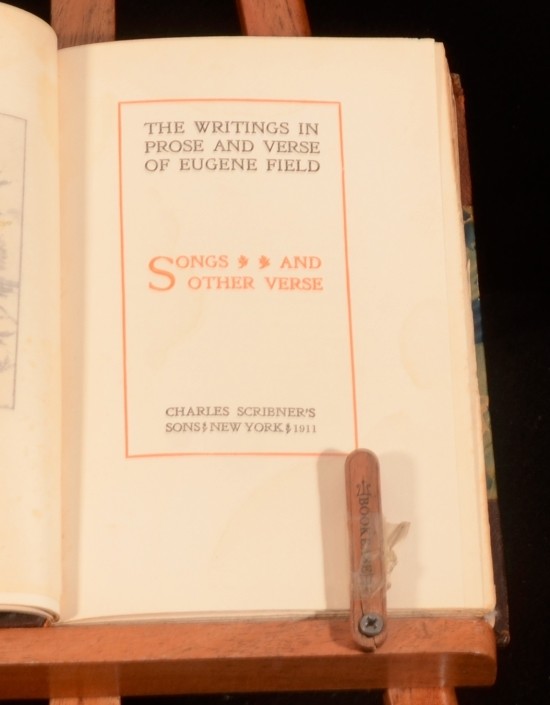 THE WRITINGS IN
PROSE AND VERSE
OF EUGENE FIELD
SONGS AND
OTHER VERSE
CHARLES SCRIBNER'S
SONS NEW YORK 1911